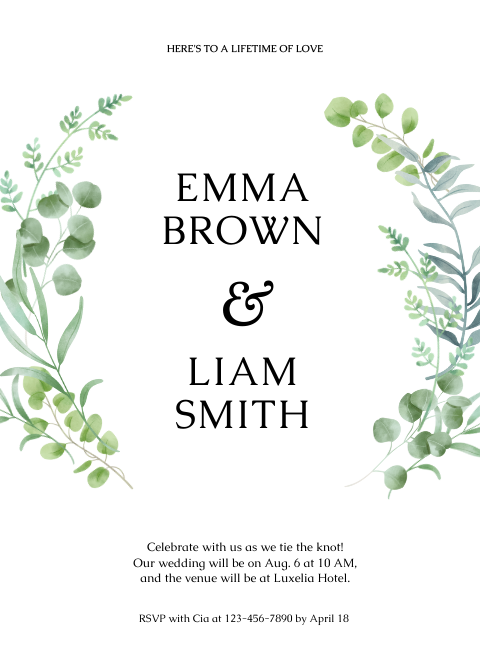 HERE'S TO A LIFETIME OF LOVE
EMMA
BROWN
&
LIAM
SMITH
Celebrate with us as we tie the knot!
Our wedding will be on Aug. 6 at 10 AM,
and the venue will be at Luxelia Hotel.
RSVP with Cia at 123-456-7890 by April 18